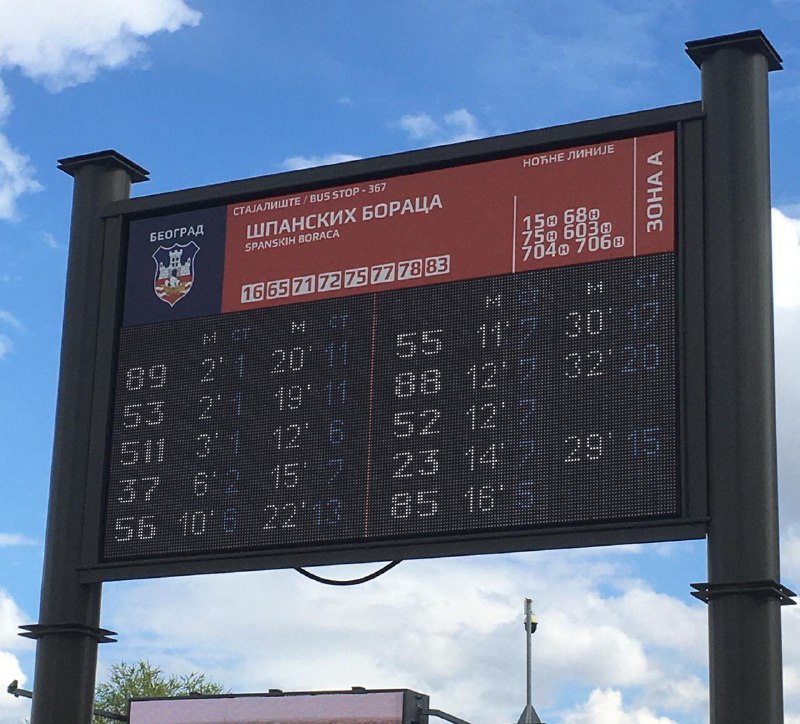 БЕОГРАД
СТАЈАЛИШТЕ / BUS STOP - 367
ШПАНСКИХ БОРАЦА
SPANSKIH BORACA
16 65 71 72 75 77 78 83
НОЋНЕ ЛИНИЈЕ
15н 68н
75н 603н
704н 706н
ЗОНА А
М СТ М СТ
89 2' 1 20' 11
53 2' 1 19' 11
511 3' 1 12' 6
37 6' 2 15' 7
56 10' 6 22' 13
М СТ М СТ
55 11' 7 30' 17
88 12' 7 32' 20
52 12' 7
23 14' 7 29' 15
85 16' 5